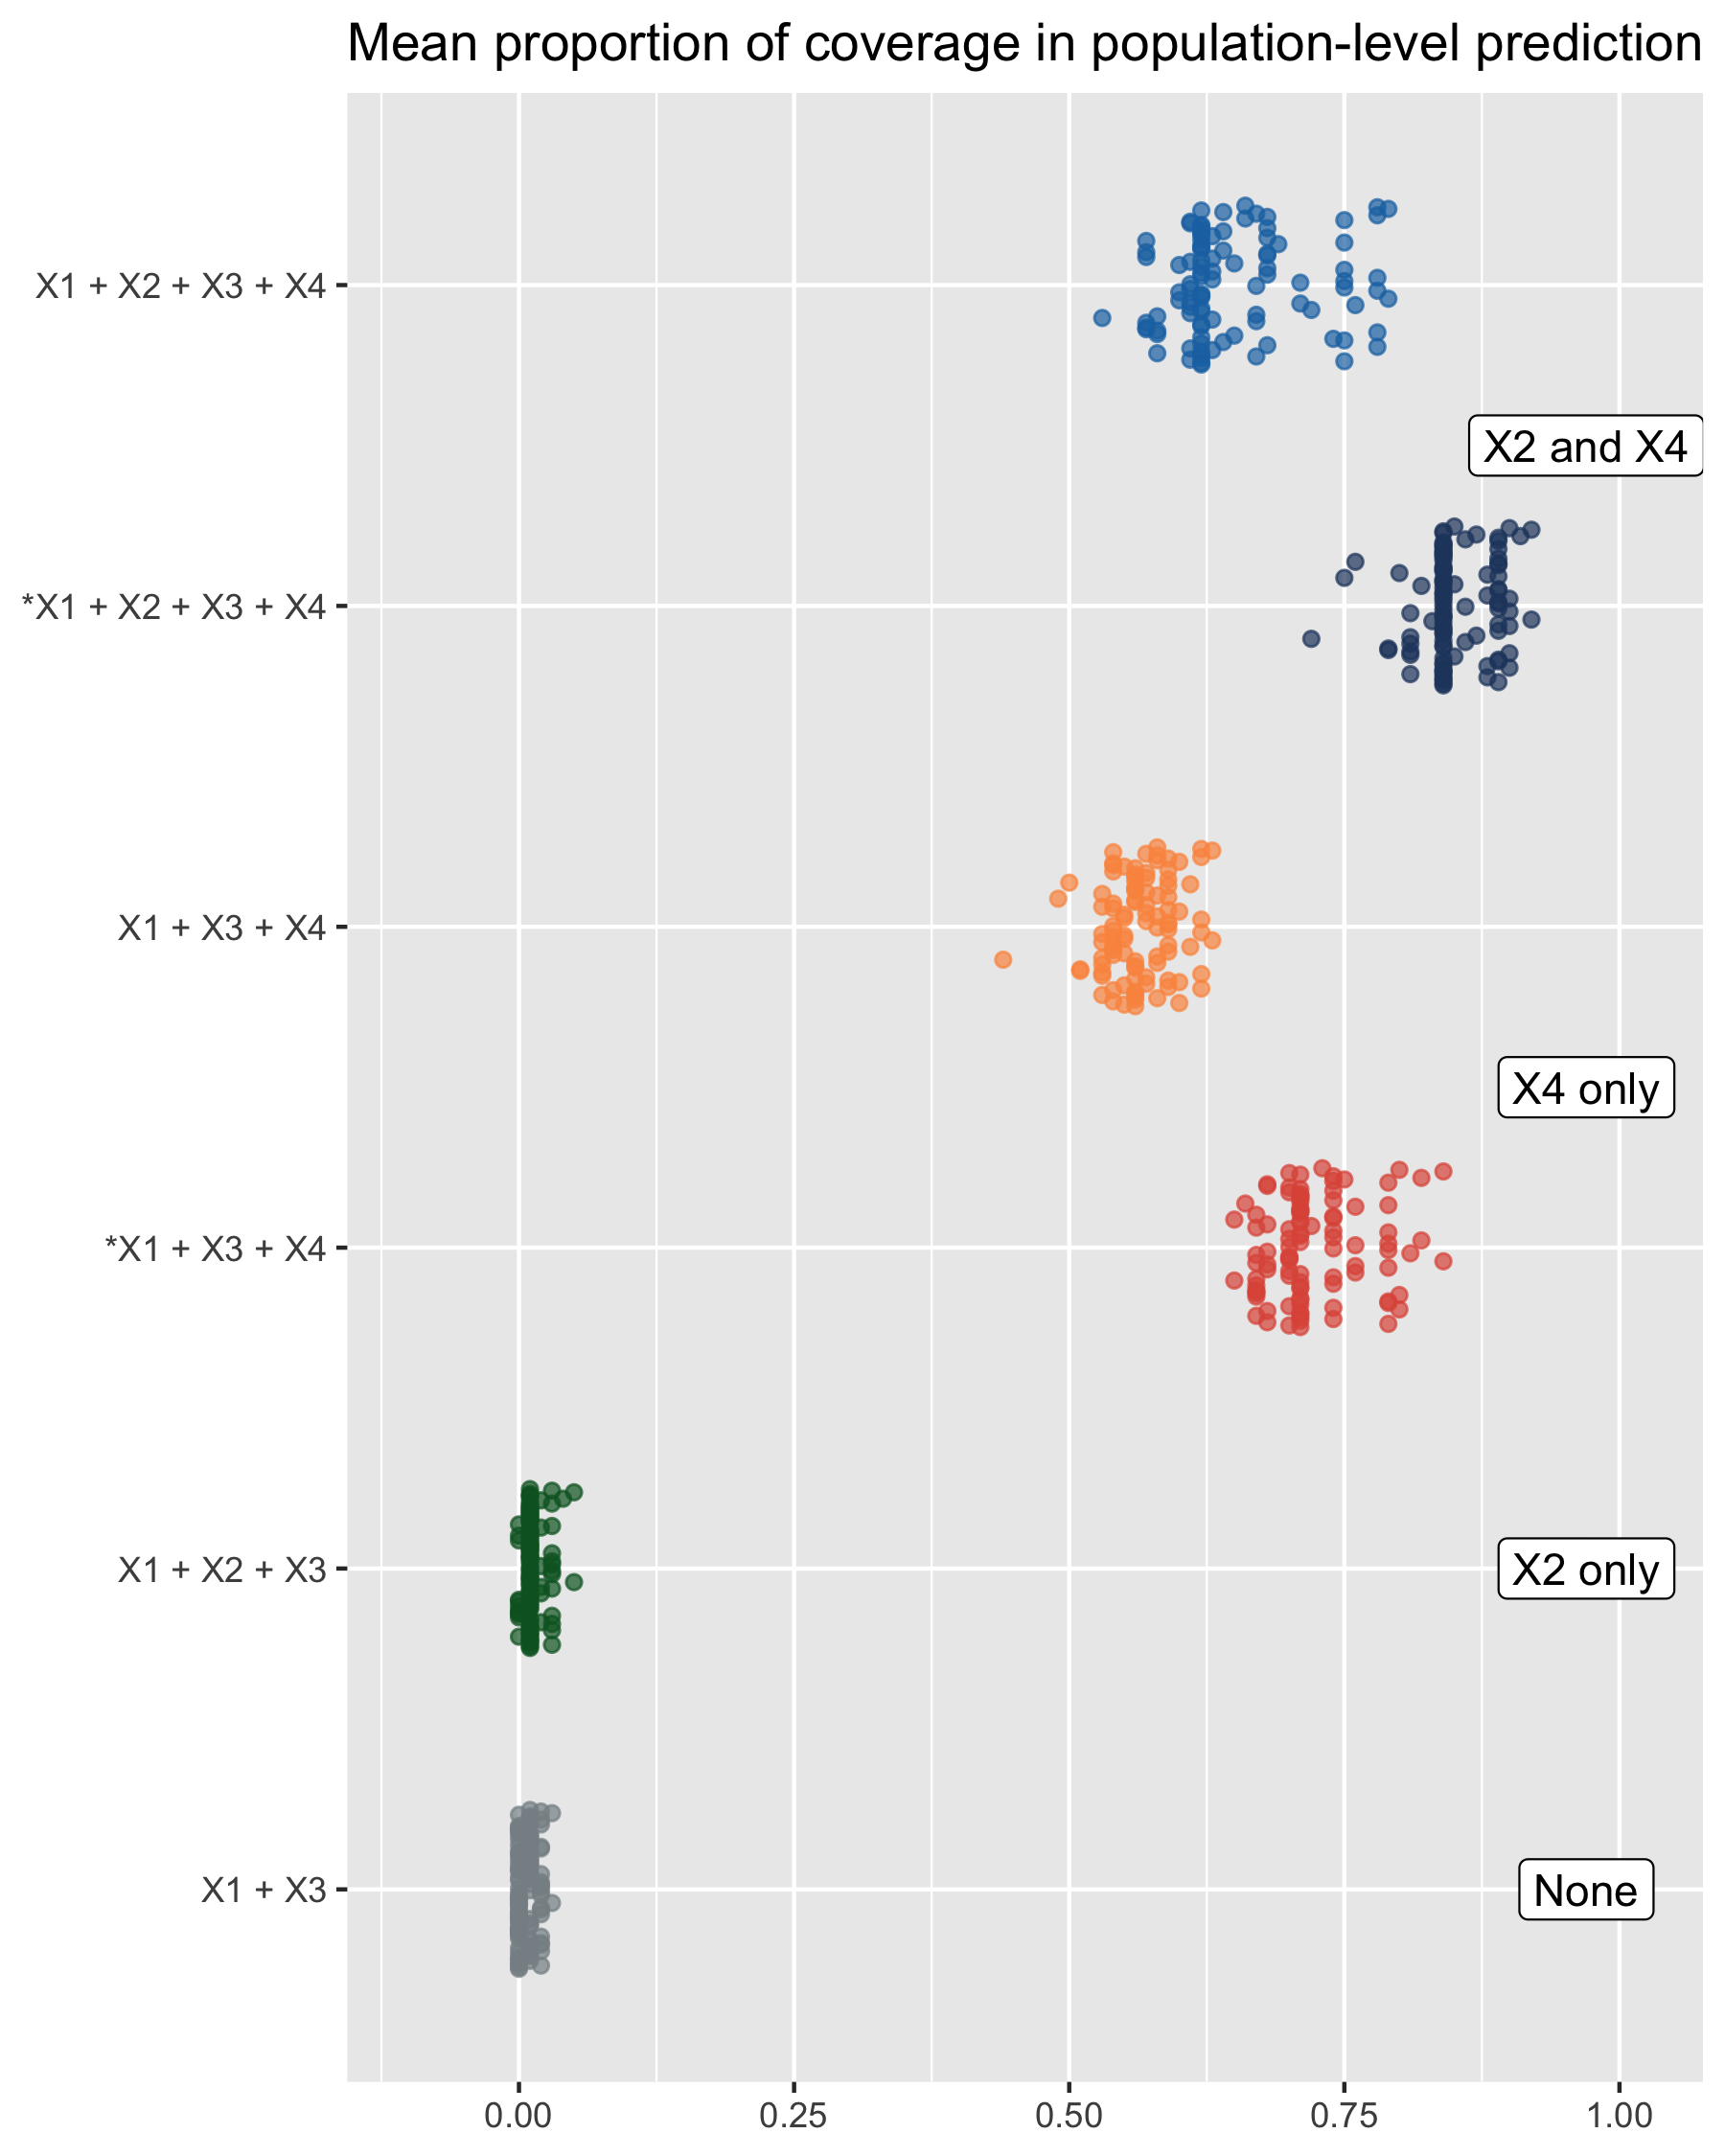 Mean proportion of coverage in population-level prediction
X1 + X2 + X3 + X4
X2 and X4
*X1 + X2 + X3 + X4
X1 + X3 + X4
X4 only
*X1 + X3 + X4
X1 + X2 + X3
X2 only
X1 + X3
None
0.00 0.25 0.50 0.75 1.00